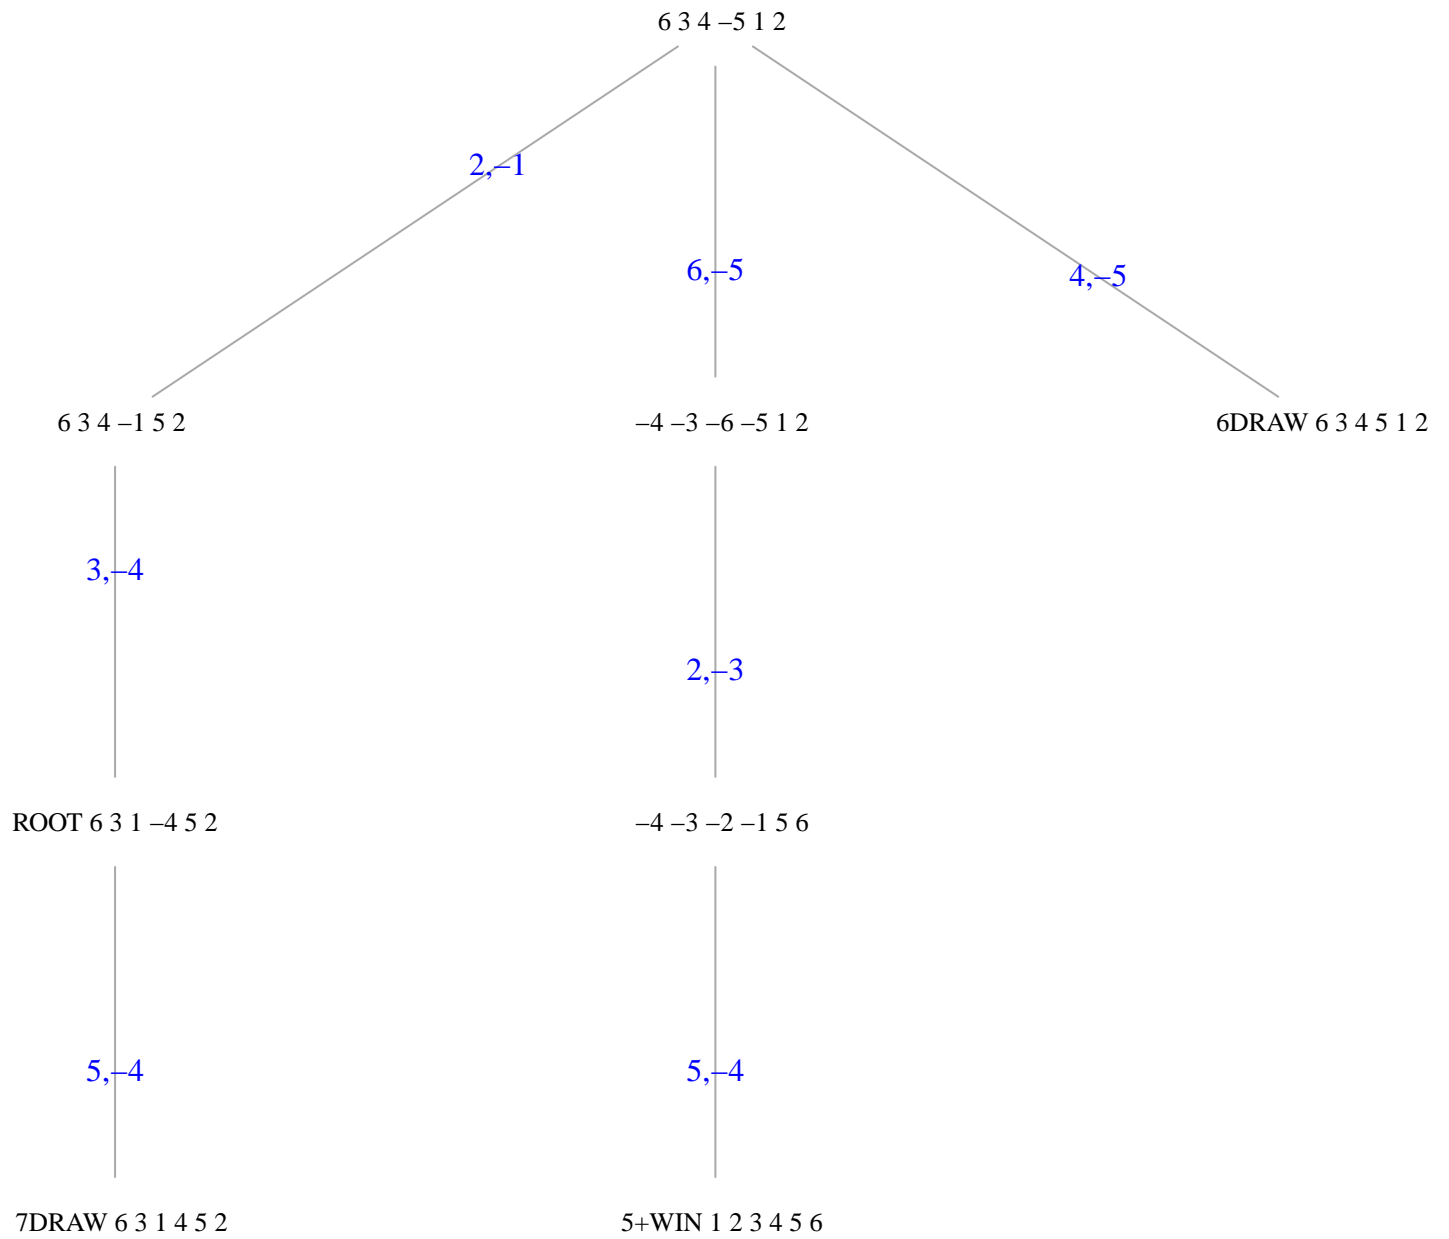 6 3 4 –5 1 2
2,–1
6,–5
4,–5
6 3 4 –1 5 2
–4 –3 –6 –5 1 2
6DRAW 6 3 4 5 1 2
3,–4
2,–3
ROOT 6 3 1 –4 5 2
–4 –3 –2 –1 5 6
5,–4
5,–4
7DRAW 6 3 1 4 5 2
5+WIN 1 2 3 4 5 6